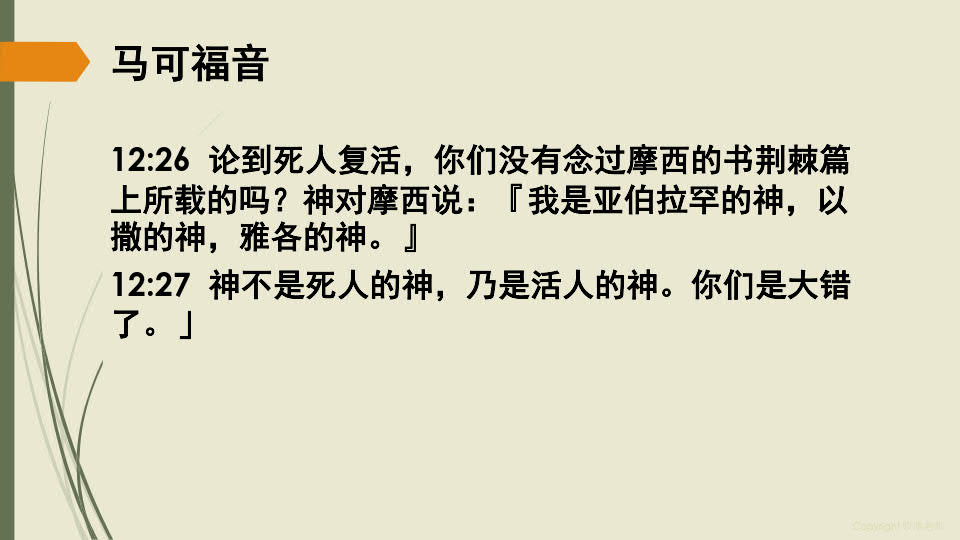 马可福音
12:26 论到死人复活，你们没有念过摩西的书荆棘篇
上所载的吗？神对摩西说：『我是亚伯拉罕的神，以
撒的神，雅各的神。』
12:27 神不是死人的神，乃是活人的神。你们是大错
了。」